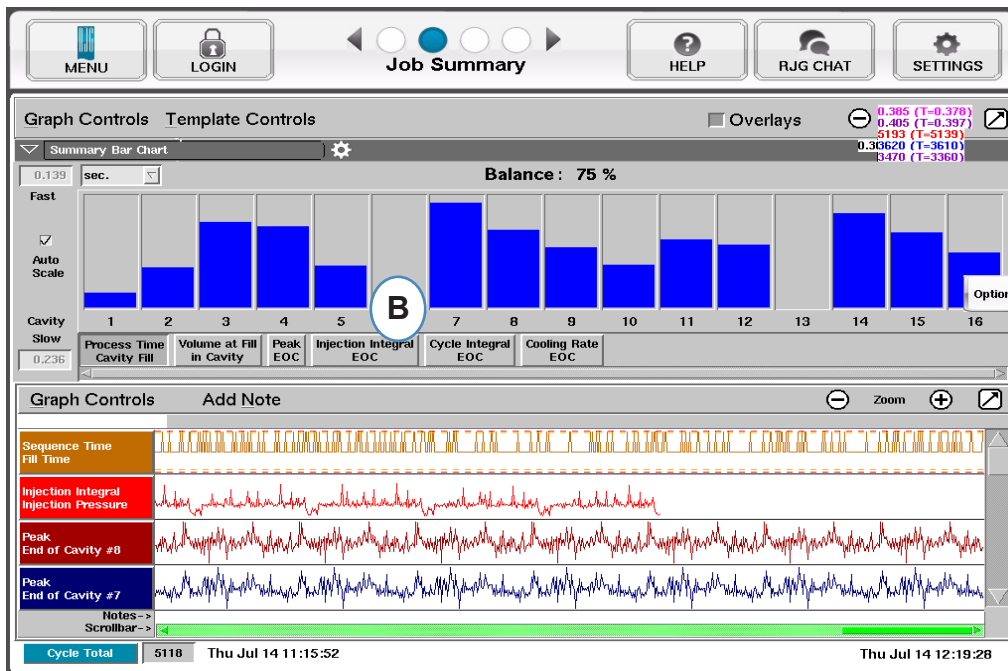 MENU LOGIN Job Summary HELP RJG CHAT SETTINGS
Graph Controls Template Controls Overlays
0.385 (T=0.378)
0.405 (T=0.397)
5193 (T=5139)
3620 (T=3610)
3470 (T=3360)
Summary Bar Chart
0.139 sec. Balance : 75 %
Fast
Auto
Scale
Option
B
Cavity 1 2 3 4 5 7 8 9 10 11 12 13 14 15 16
Slow
0.236
Process Time
Cavity Fill
Volume at Fill
in Cavity
Peak
EOC
Injection Integral
EOC
Cycle Integral
EOC
Cooling Rate
EOC
Graph Controls Add Note Zoom
Sequence Time
Fill Time
Injection Integral
Injection Pressure
Peak
End of Cavity #8
Peak
End of Cavity #7
Notes->
Scrollbar->
Cycle Total 5118 Thu Jul 14 11:15:52 Thu Jul 14 12:19:28